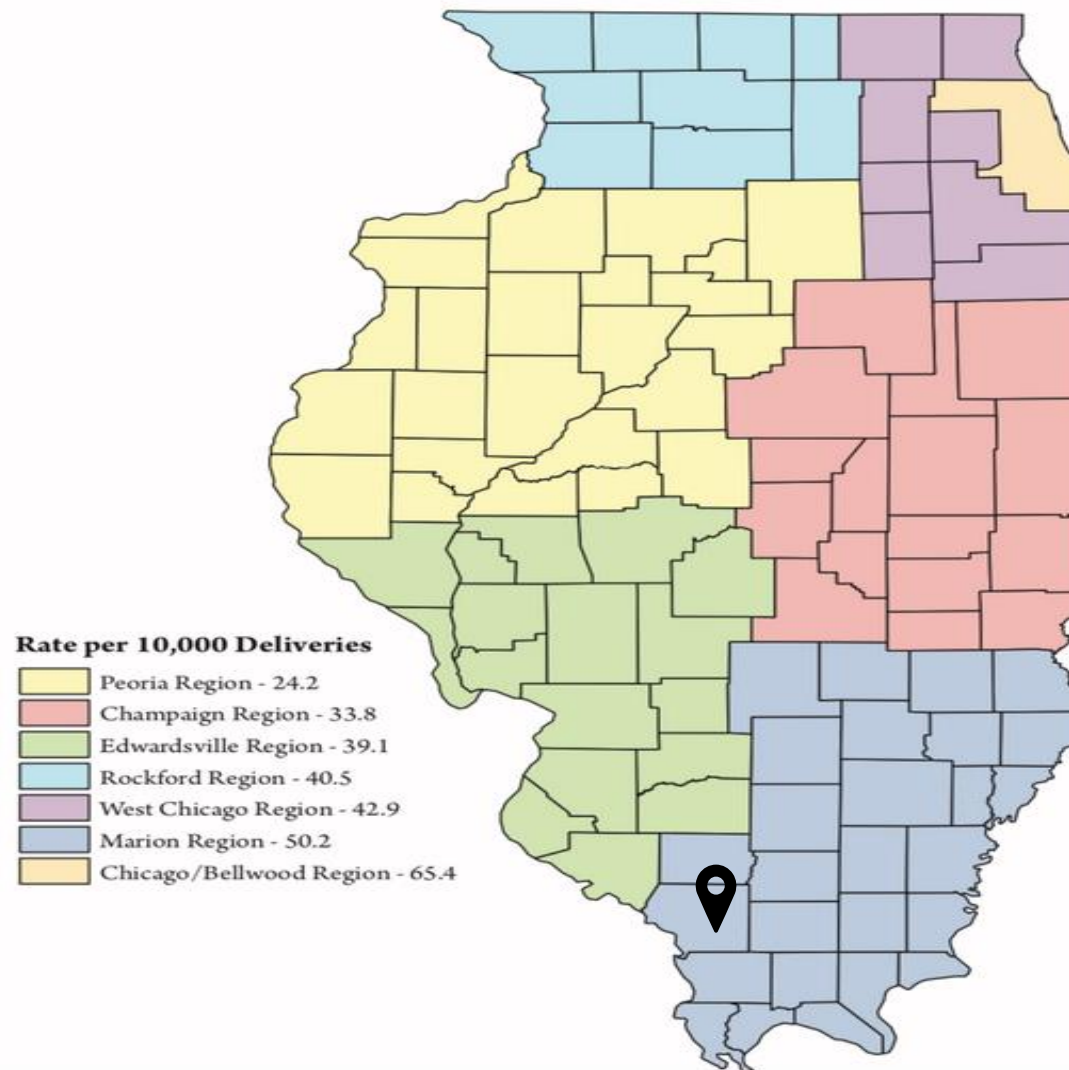 Rate per 10,000 Deliveries
Peoria Region - 24.2
Champaign Region - 33.8
Edwardsville Region - 39.1
Rockford Region - 40.5
West Chicago Region - 42.9
Marion Region - 50.2
Chicago/Bellwood Region - 65.4